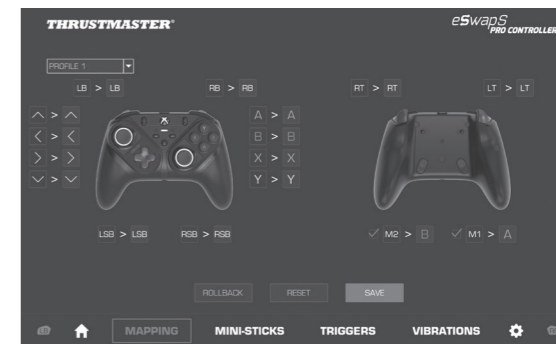 THRUSTMASTER®
eSwapS
PRO CONTROLLER
PROFILE 1
LB > LB
RB > RB
RT > RT
LT > LT
A > A
B > B
X > X
Y > Y
LSB > LSB
RSB > RSB
M2 > B
M1 > A
ROLLBACK
RESET
SAVE
MAPPING
MINI-STICKS
TRIGGERS
VIBRATIONS